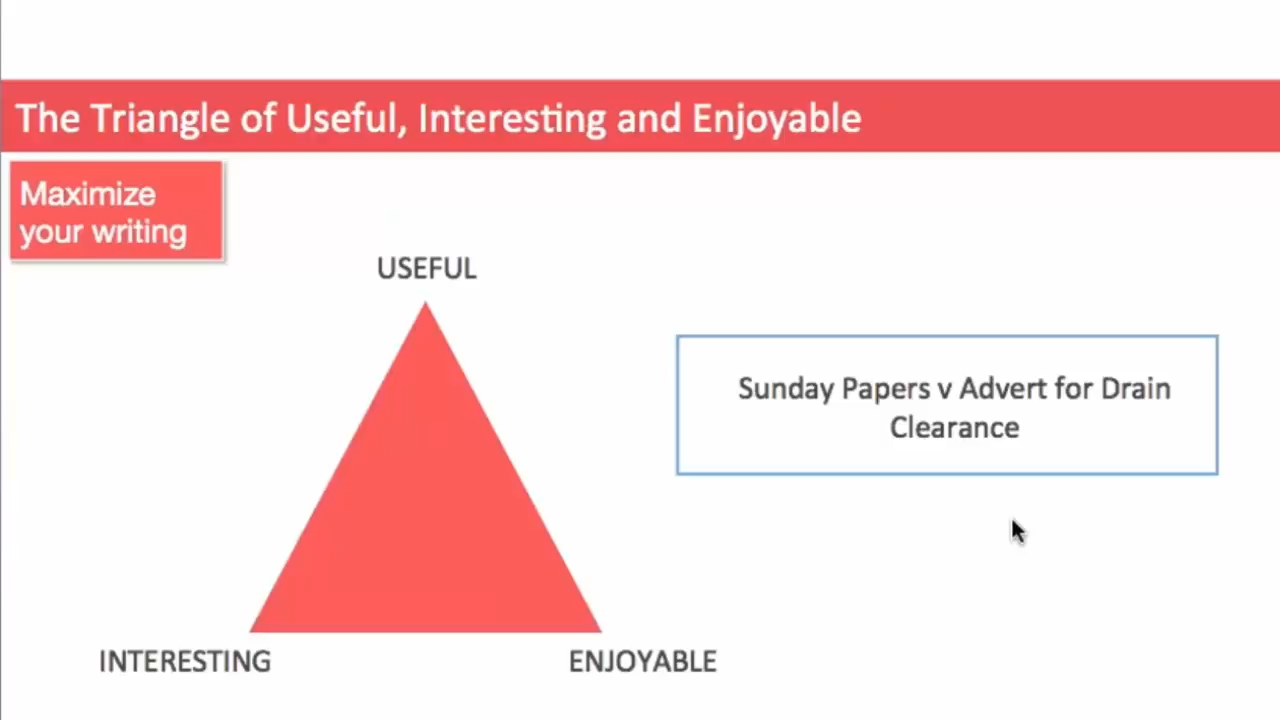 The Triangle of Useful, Interesting and Enjoyable
Maximize
your writing
USEFUL
Sunday Papers v Advert for Drain
Clearance
INTERESTING
ENJOYABLE